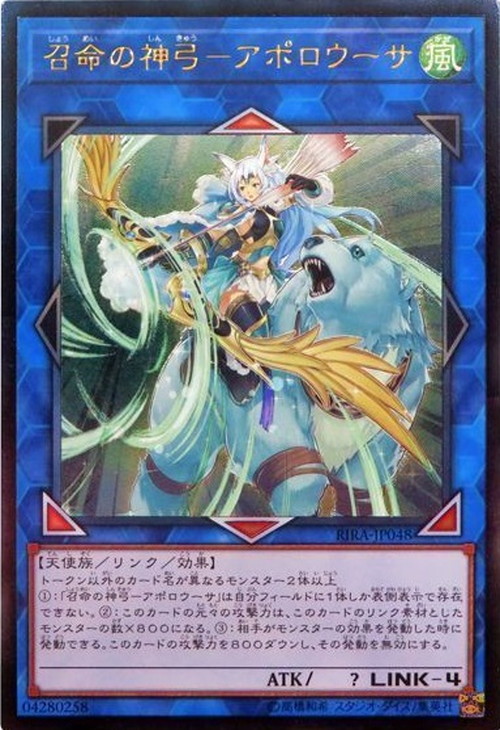 召命の神弓－アポロウーサ 風
RIRA-JP048
【天使族／リンク／効果】
トークン以外のカード名が異なるモンスター2体以上
①：「召命の神弓－アポロウーサ」は自分フィールドに1体しか表側表示で存在
できない。②：このカードの元々の攻撃力は、このカードのリンク素材とした
モンスターの数×800になる。③：相手がモンスターの効果を発動した時に
発動できる。このカードの攻撃力を800ダウンし、その発動を無効にする。
ATK/ ? LINK-4
04280258 ©高橋和希 スタジオ・ダイス/集英社